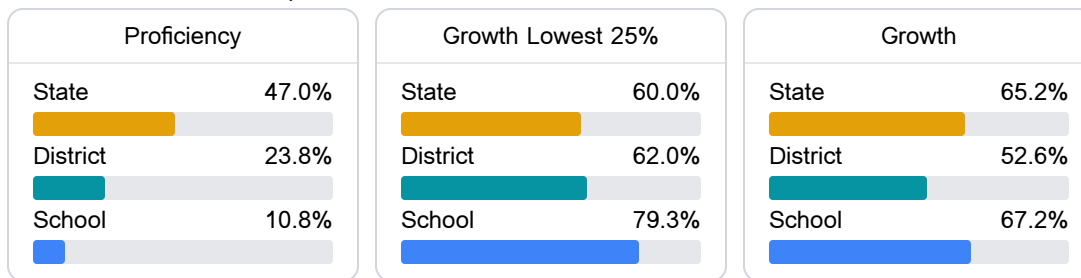 Proficiency
State 47.0%
District 23.8%
School 10.8%
Growth Lowest 25%
State 60.0%
District 62.0%
School 79.3%
Growth
State 65.2%
District 52.6%
School 67.2%